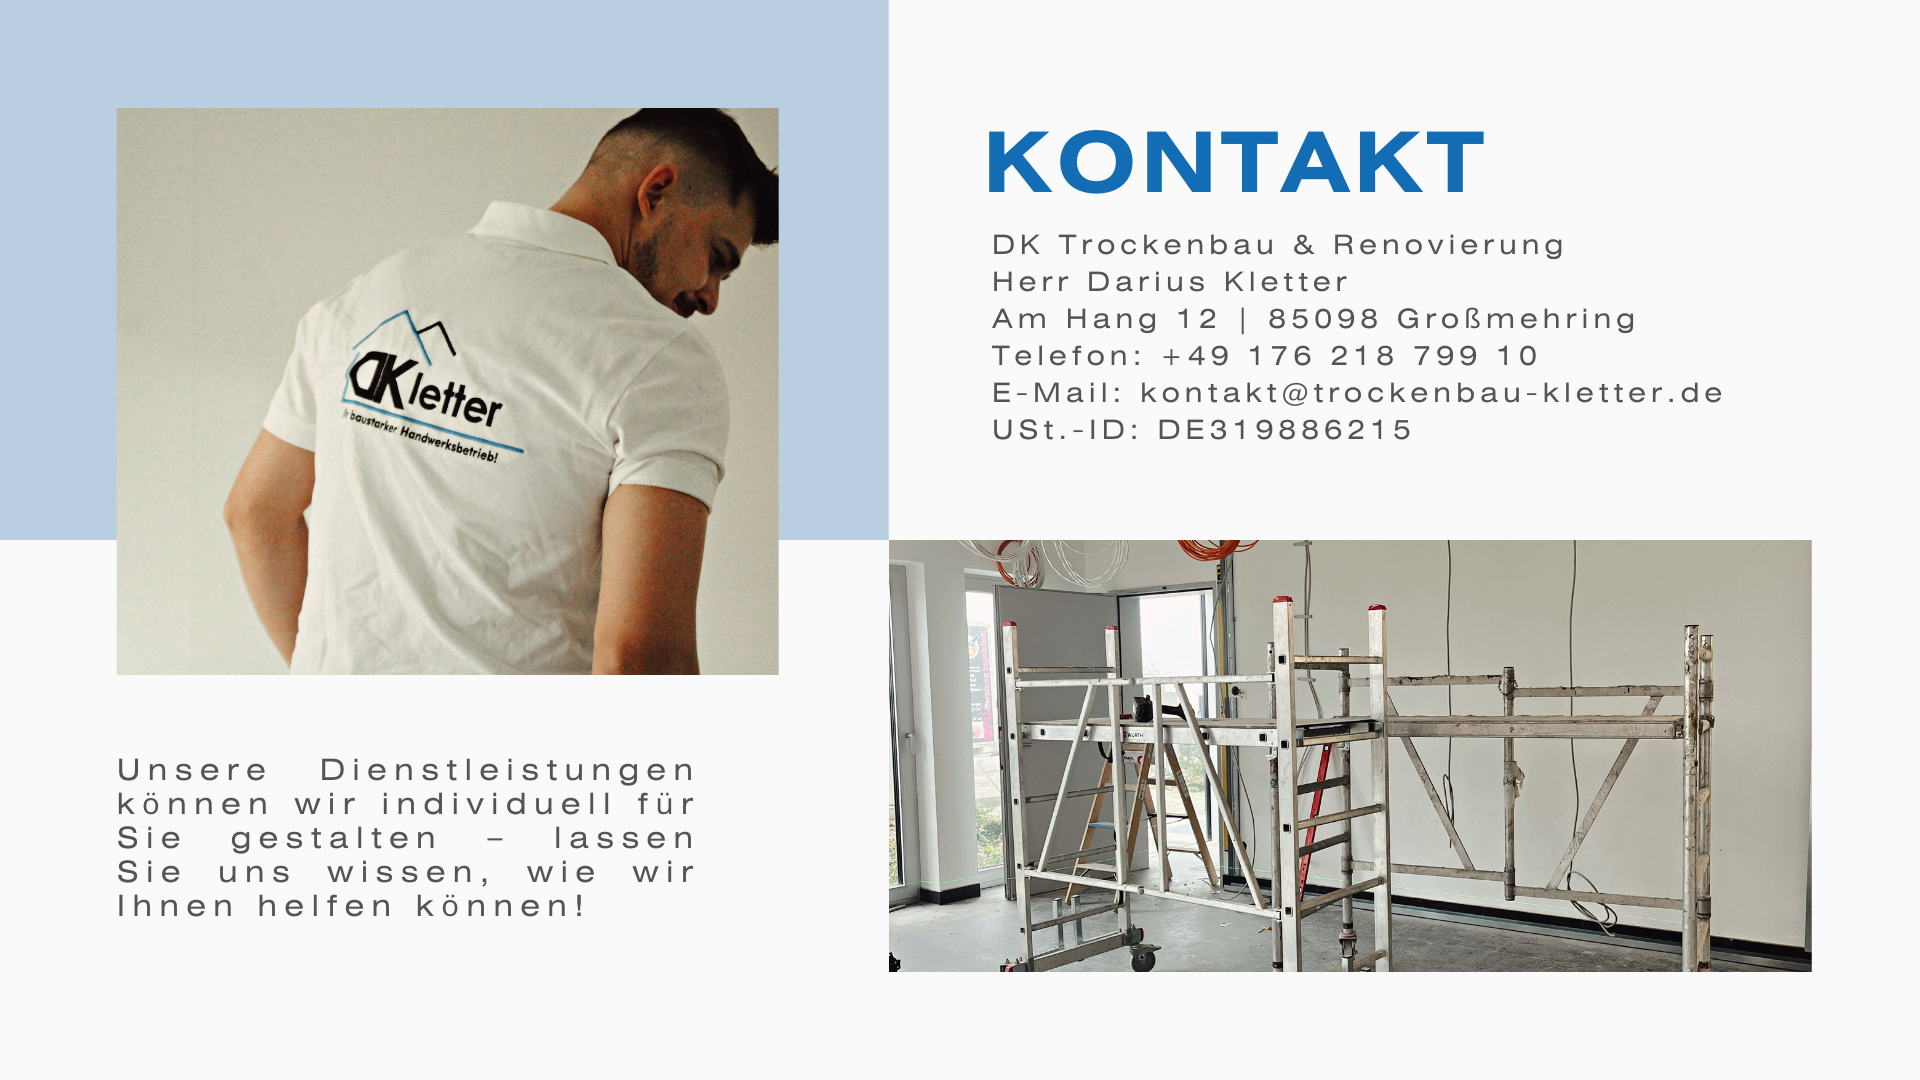 KONTAKT
DK Trockenbau & Renovierung
Herr Darius Kletter
Am Hang 12 | 85098 Großmehring
Telefon: +49 176 218 799 10
E-Mail: kontakt@trockenbau-kletter.de
USt.-ID: DE319886215
DKletter
Ihr baustarker Handwerksbetrieb!
Unsere Dienstleistungen
können wir individuell für
Sie gestalten – lassen
Sie uns wissen, wie wir
Ihnen helfen können!
WÜRTH